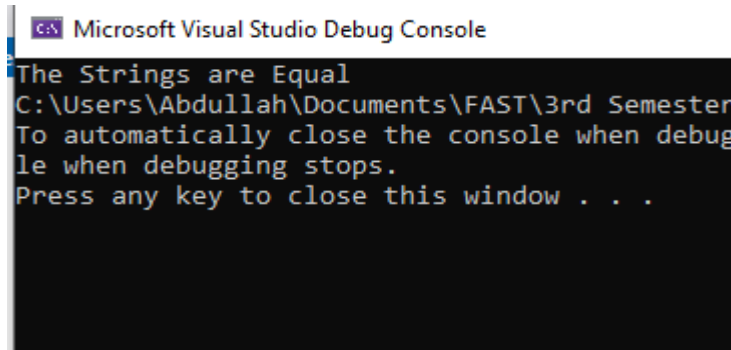 Microsoft Visual Studio Debug Console
The Strings are Equal
C:\Users\Abdullah\Documents\FAST\3rd Semester
To automatically close the console when debug
le when debugging stops.
Press any key to close this window . . .